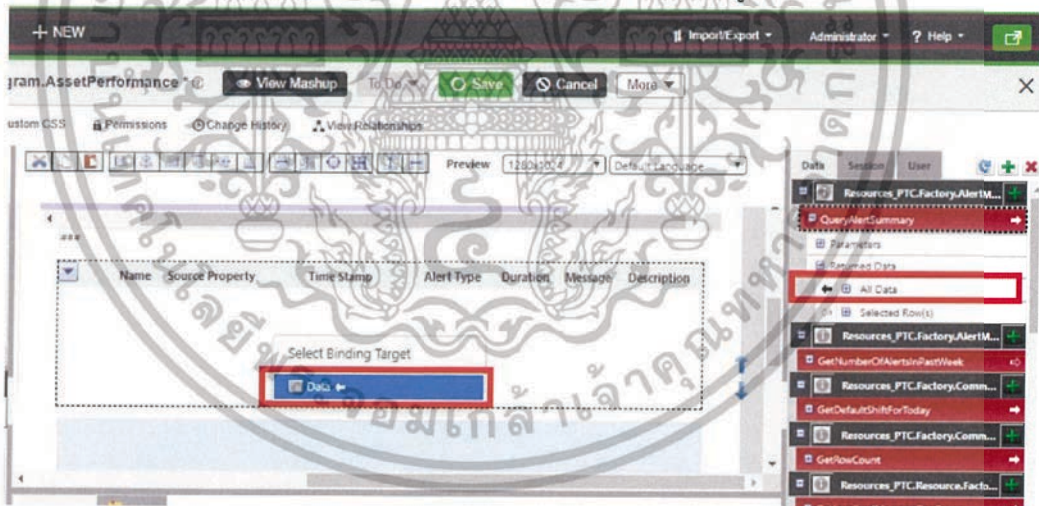 + NEW
Import/Export
Administrator
? Help
gram.AssetPerformance *
View Mashup
To Do
Save
Cancel
More
ustom CSS
Permissions
Change History
View Relationships
Preview
1280x1024
Default Language
Data
Session
User
Resources_PTC.Factory.AlertM...
QueryAlertSummary
Parameters
Returned Data
All Data
Selected Row(s)
Resources_PTC.Factory.AlertM...
GetNumberOfAlertsInPastWeek
Resources_PTC.Factory.Comm...
GetDefaultShiftForToday
Resources_PTC.Factory.Comm...
GetRowCount
Resources_PTC.Resource.Facto...
###
Name
Source Property
Time Stamp
Alert Type
Duration
Message
Description
Select Binding Target
Data